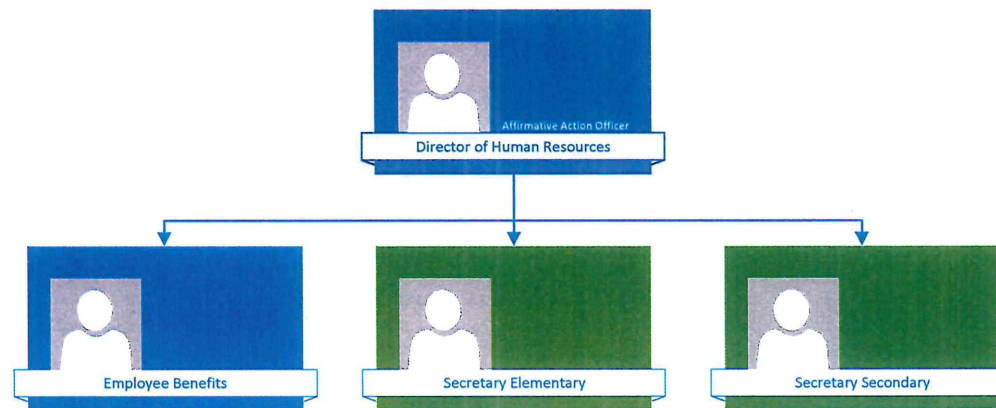 Affirmative Action Officer
Director of Human Resources
Employee Benefits
Secretary Elementary
Secretary Secondary